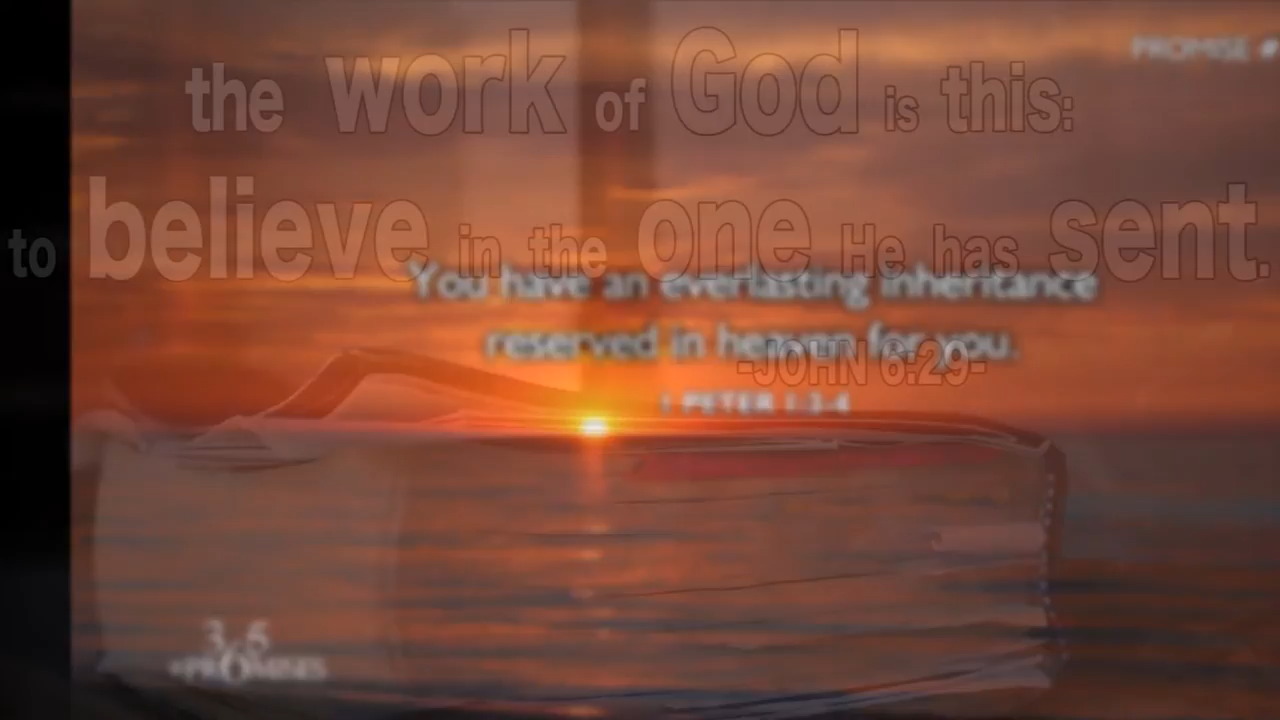 PROMISE #
the work of God is this:
to believe in the one He has sent.
You have an everlasting inheritance
reserved in heaven for you.
-JOHN 6:29-
1 PETER 1:3-4
365
PROMISES